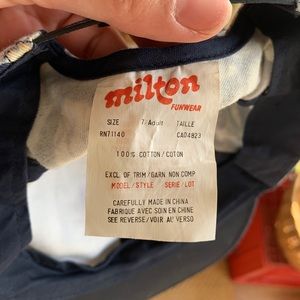 milton
FUNWEAR
SIZE 7-Adult TAILLE
RN71140 CA04823
100% COTTON/COTON
EXCL OF TRIM/GARN NON COMP
MODEL/STYLE SERIE/LOT
CAREFULLY MADE IN CHINA
FABRIQUE AVEC SOIN EN CHINE
SEE REVERSE/VOIR AU VERSO